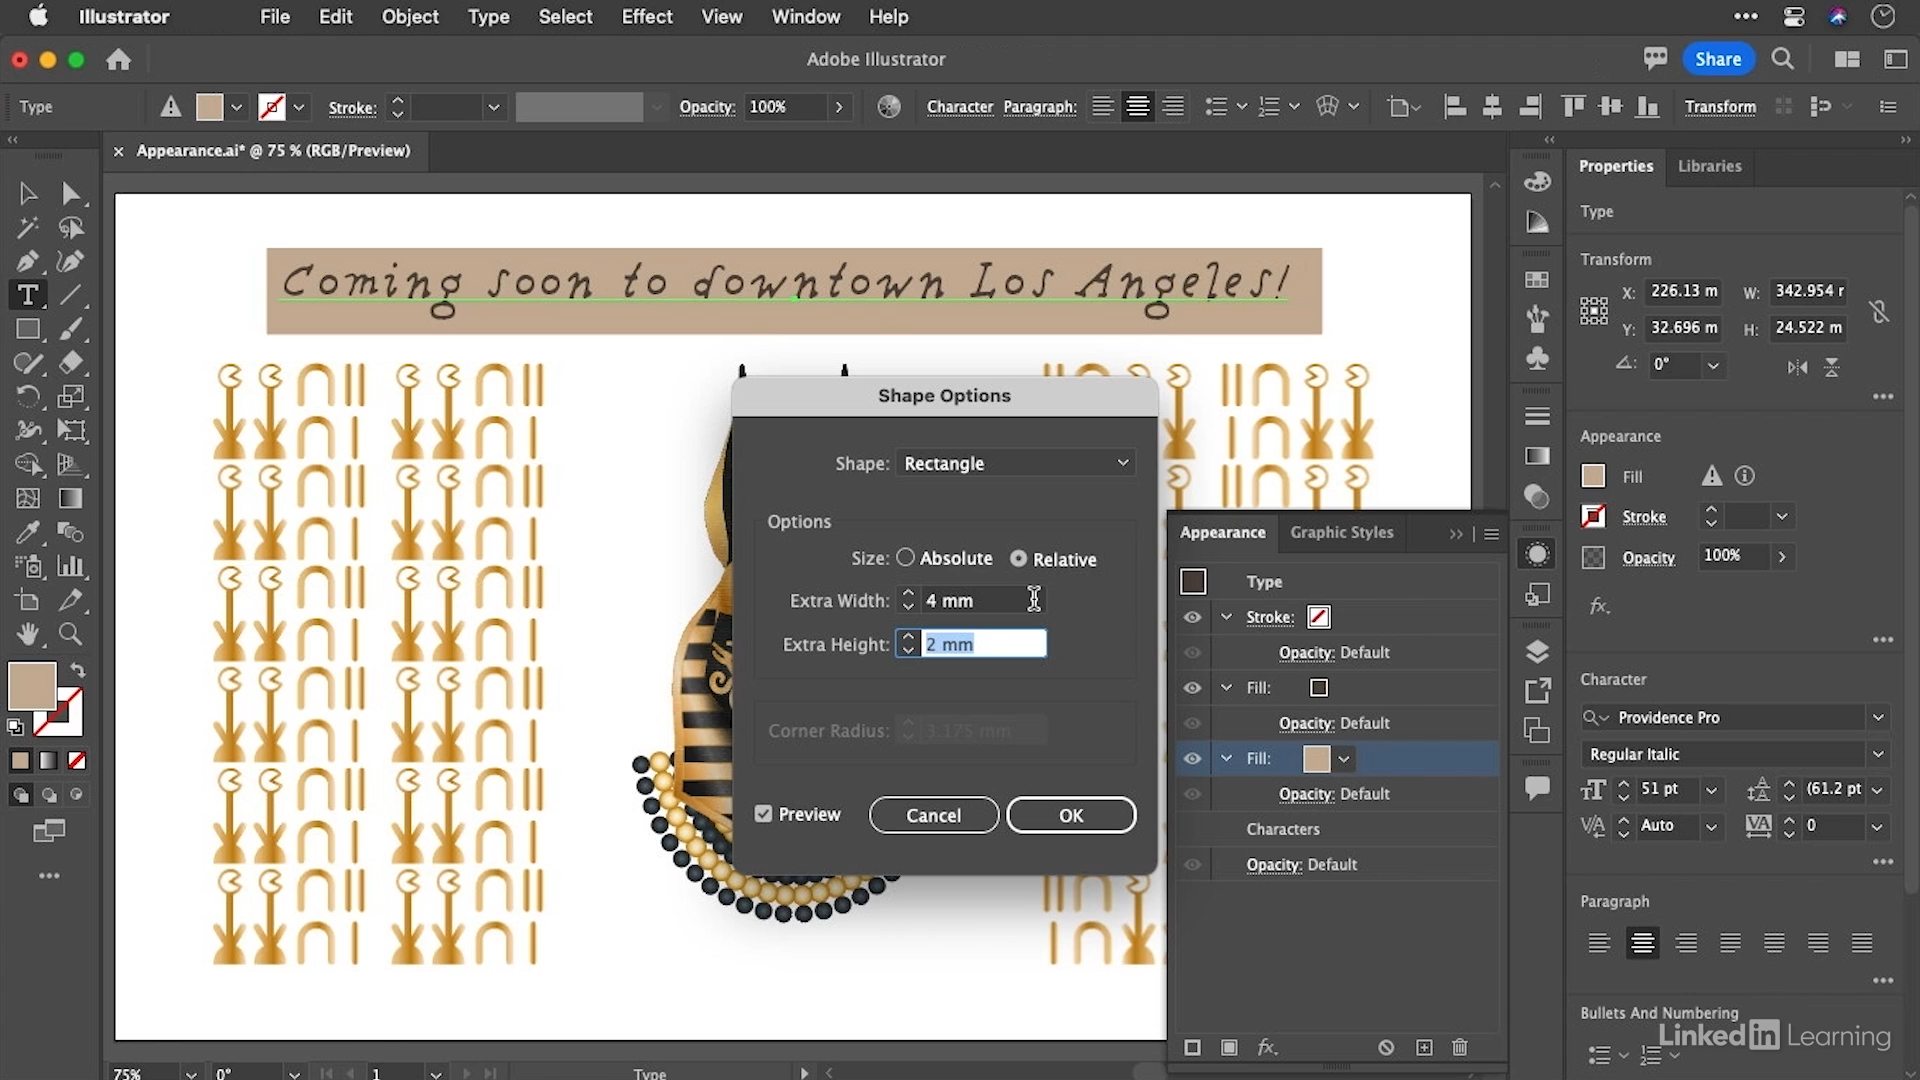 Illustrator File Edit Object Type Select Effect View Window Help
Adobe Illustrator
Share
Type
Stroke:
Opacity: 100%
Character Paragraph:
Transform
Appearance.ai* @ 75 % (RGB/Preview)
Coming soon to downtown Los Angeles!
Shape Options
Shape: Rectangle
Options
Size: Absolute Relative
Extra Width: 4 mm
Extra Height: 2 mm
Corner Radius: 3.175 mm
Preview Cancel OK
Appearance Graphic Styles
Type
Stroke:
Opacity: Default
Fill:
Opacity: Default
Fill:
Opacity: Default
Characters
Opacity: Default
fx.
Properties Libraries
Type
Transform
X: 226.13 m W: 342.954 r
Y: 32.696 m H: 24.522 m
0°
Appearance
Fill
Stroke
Opacity 100%
fx.
Character
Providence Pro
Regular Italic
51 pt (61.2 pt
Auto 0
Paragraph
Bullets And Numbering
LinkedIn Learning
75% 0° 1 Type